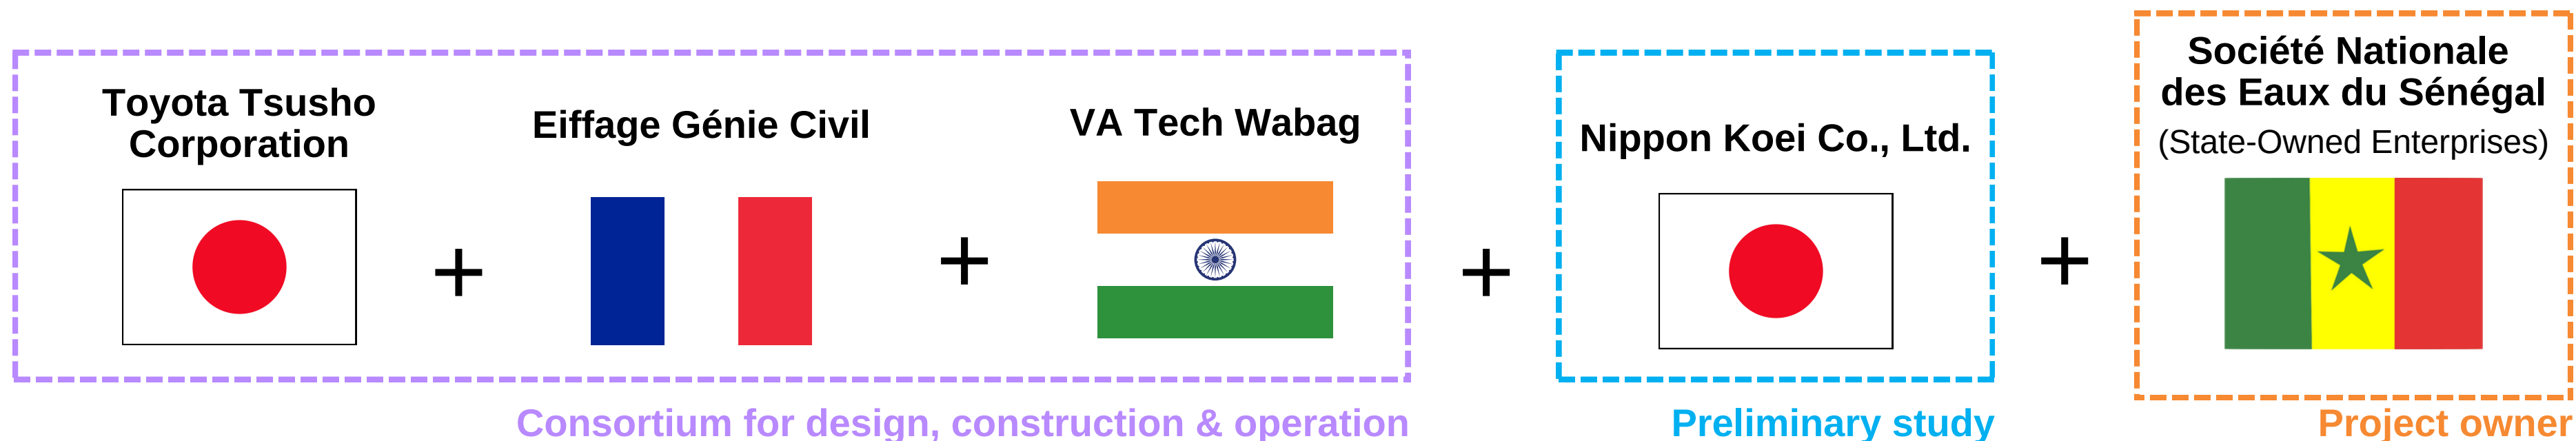 Toyota Tsusho
Corporation
+
Eiffage Génie Civil
+
VA Tech Wabag
Consortium for design, construction & operation
+
Nippon Koei Co., Ltd.
Preliminary study
+
Société Nationale
des Eaux du Sénégal
(State-Owned Enterprises)
Project owner